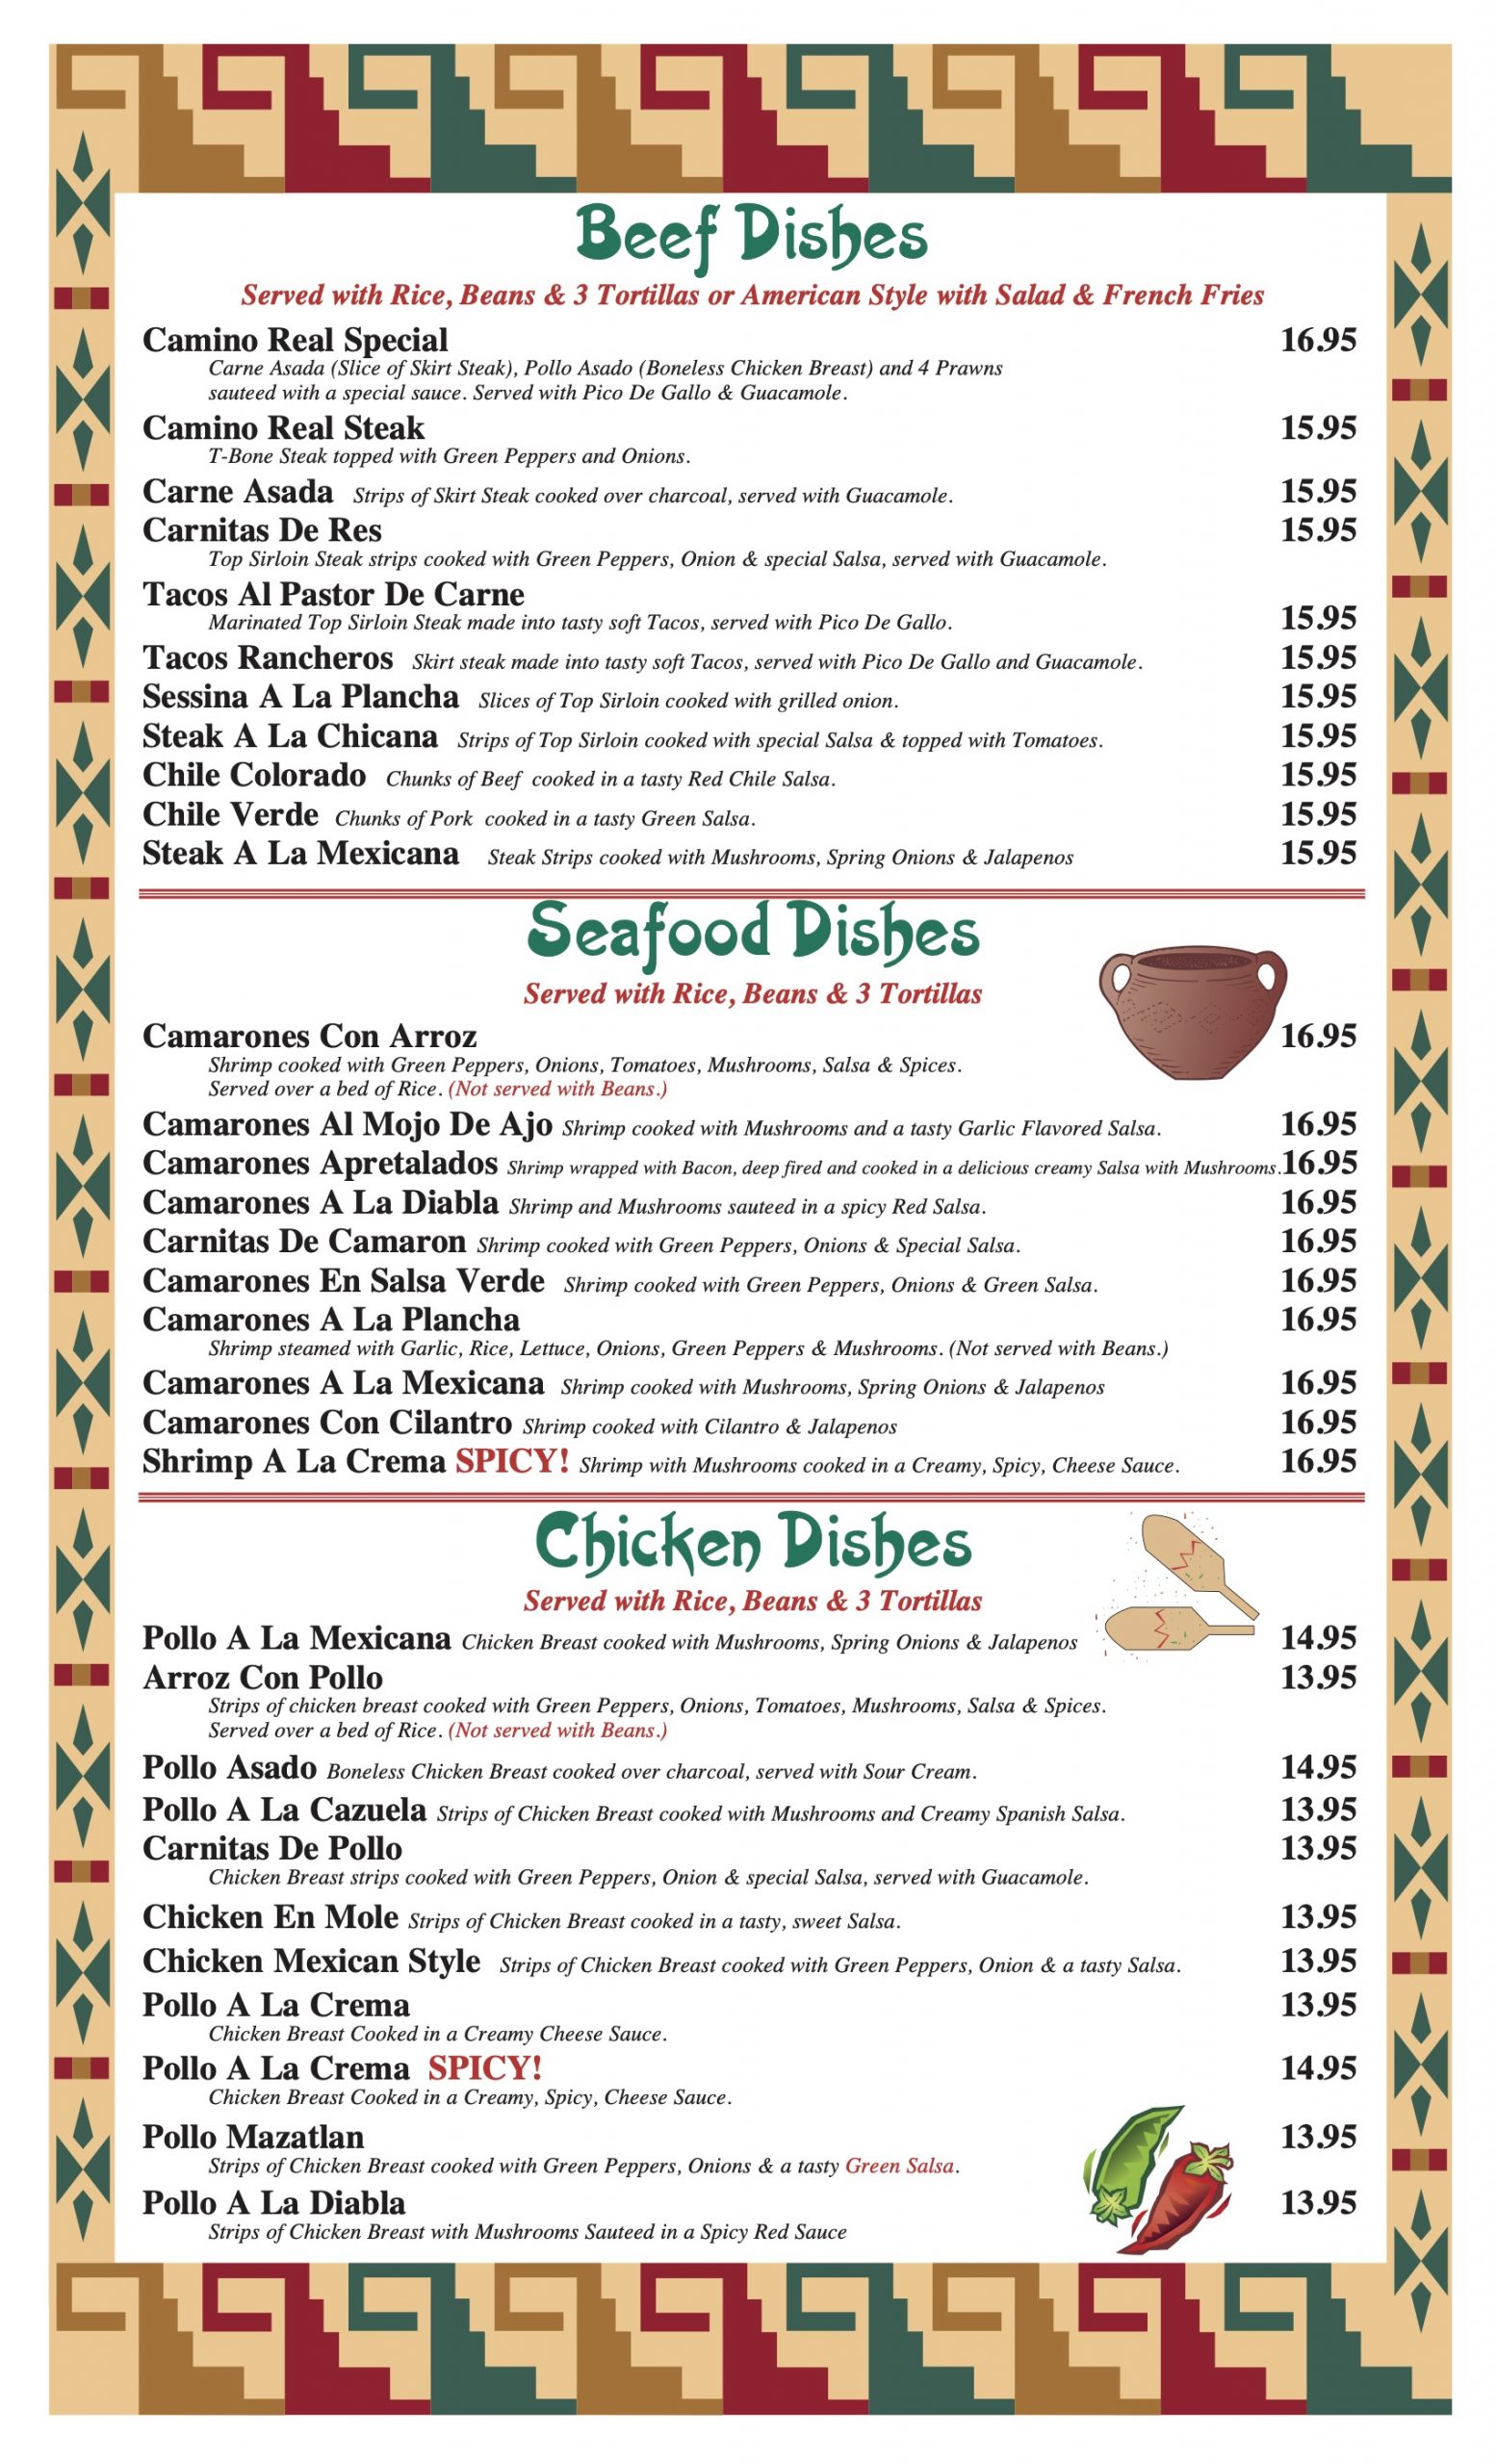 Beef Dishes
Served with Rice, Beans & 3 Tortillas or American Style with Salad & French Fries
Camino Real Special 16.95
Carne Asada (Slice of Skirt Steak), Pollo Asado (Boneless Chicken Breast) and 4 Prawns
sauteed with a special sauce. Served with Pico De Gallo & Guacamole.
Camino Real Steak 15.95
T-Bone Steak topped with Green Peppers and Onions.
Carne Asada Strips of Skirt Steak cooked over charcoal, served with Guacamole. 15.95
Carnitas De Res 15.95
Top Sirloin Steak strips cooked with Green Peppers, Onion & special Salsa, served with Guacamole.
Tacos Al Pastor De Carne
Marinated Top Sirloin Steak made into tasty soft Tacos, served with Pico De Gallo. 15.95
Tacos Rancheros Skirt steak made into tasty soft Tacos, served with Pico De Gallo and Guacamole. 15.95
Sessina A La Plancha Slices of Top Sirloin cooked with grilled onion. 15.95
Steak A La Chicana Strips of Top Sirloin cooked with special Salsa & topped with Tomatoes. 15.95
Chile Colorado Chunks of Beef cooked in a tasty Red Chile Salsa. 15.95
Chile Verde Chunks of Pork cooked in a tasty Green Salsa. 15.95
Steak A La Mexicana Steak Strips cooked with Mushrooms, Spring Onions & Jalapenos 15.95
Seafood Dishes
Served with Rice, Beans & 3 Tortillas
Camarones Con Arroz 16.95
Shrimp cooked with Green Peppers, Onions, Tomatoes, Mushrooms, Salsa & Spices.
Served over a bed of Rice. (Not served with Beans.)
Camarones Al Mojo De Ajo Shrimp cooked with Mushrooms and a tasty Garlic Flavored Salsa. 16.95
Camarones Apretalados Shrimp wrapped with Bacon, deep fired and cooked in a delicious creamy Salsa with Mushrooms. 16.95
Camarones A La Diabla Shrimp and Mushrooms sauteed in a spicy Red Salsa. 16.95
Carnitas De Camaron Shrimp cooked with Green Peppers, Onions & Special Salsa. 16.95
Camarones En Salsa Verde Shrimp cooked with Green Peppers, Onions & Green Salsa. 16.95
Camarones A La Plancha 16.95
Shrimp steamed with Garlic, Rice, Lettuce, Onions, Green Peppers & Mushrooms. (Not served with Beans.)
Camarones A La Mexicana Shrimp cooked with Mushrooms, Spring Onions & Jalapenos 16.95
Camarones Con Cilantro Shrimp cooked with Cilantro & Jalapenos 16.95
Shrimp A La Crema SPICY! Shrimp with Mushrooms cooked in a Creamy, Spicy, Cheese Sauce. 16.95
Chicken Dishes
Served with Rice, Beans & 3 Tortillas
Pollo A La Mexicana Chicken Breast cooked with Mushrooms, Spring Onions & Jalapenos 14.95
Arroz Con Pollo 13.95
Strips of chicken breast cooked with Green Peppers, Onions, Tomatoes, Mushrooms, Salsa & Spices.
Served over a bed of Rice. (Not served with Beans.)
Pollo Asado Boneless Chicken Breast cooked over charcoal, served with Sour Cream. 14.95
Pollo A La Cazuela Strips of Chicken Breast cooked with Mushrooms and Creamy Spanish Salsa. 13.95
Carnitas De Pollo 13.95
Chicken Breast strips cooked with Green Peppers, Onion & special Salsa, served with Guacamole.
Chicken En Mole Strips of Chicken Breast cooked in a tasty, sweet Salsa. 13.95
Chicken Mexican Style Strips of Chicken Breast cooked with Green Peppers, Onion & a tasty Salsa. 13.95
Pollo A La Crema 13.95
Chicken Breast Cooked in a Creamy Cheese Sauce.
Pollo A La Crema SPICY! 14.95
Chicken Breast Cooked in a Creamy, Spicy, Cheese Sauce.
Pollo Mazatlan 13.95
Strips of Chicken Breast cooked with Green Peppers, Onions & a tasty Green Salsa.
Pollo A La Diabla 13.95
Strips of Chicken Breast with Mushrooms Sauteed in a Spicy Red Sauce